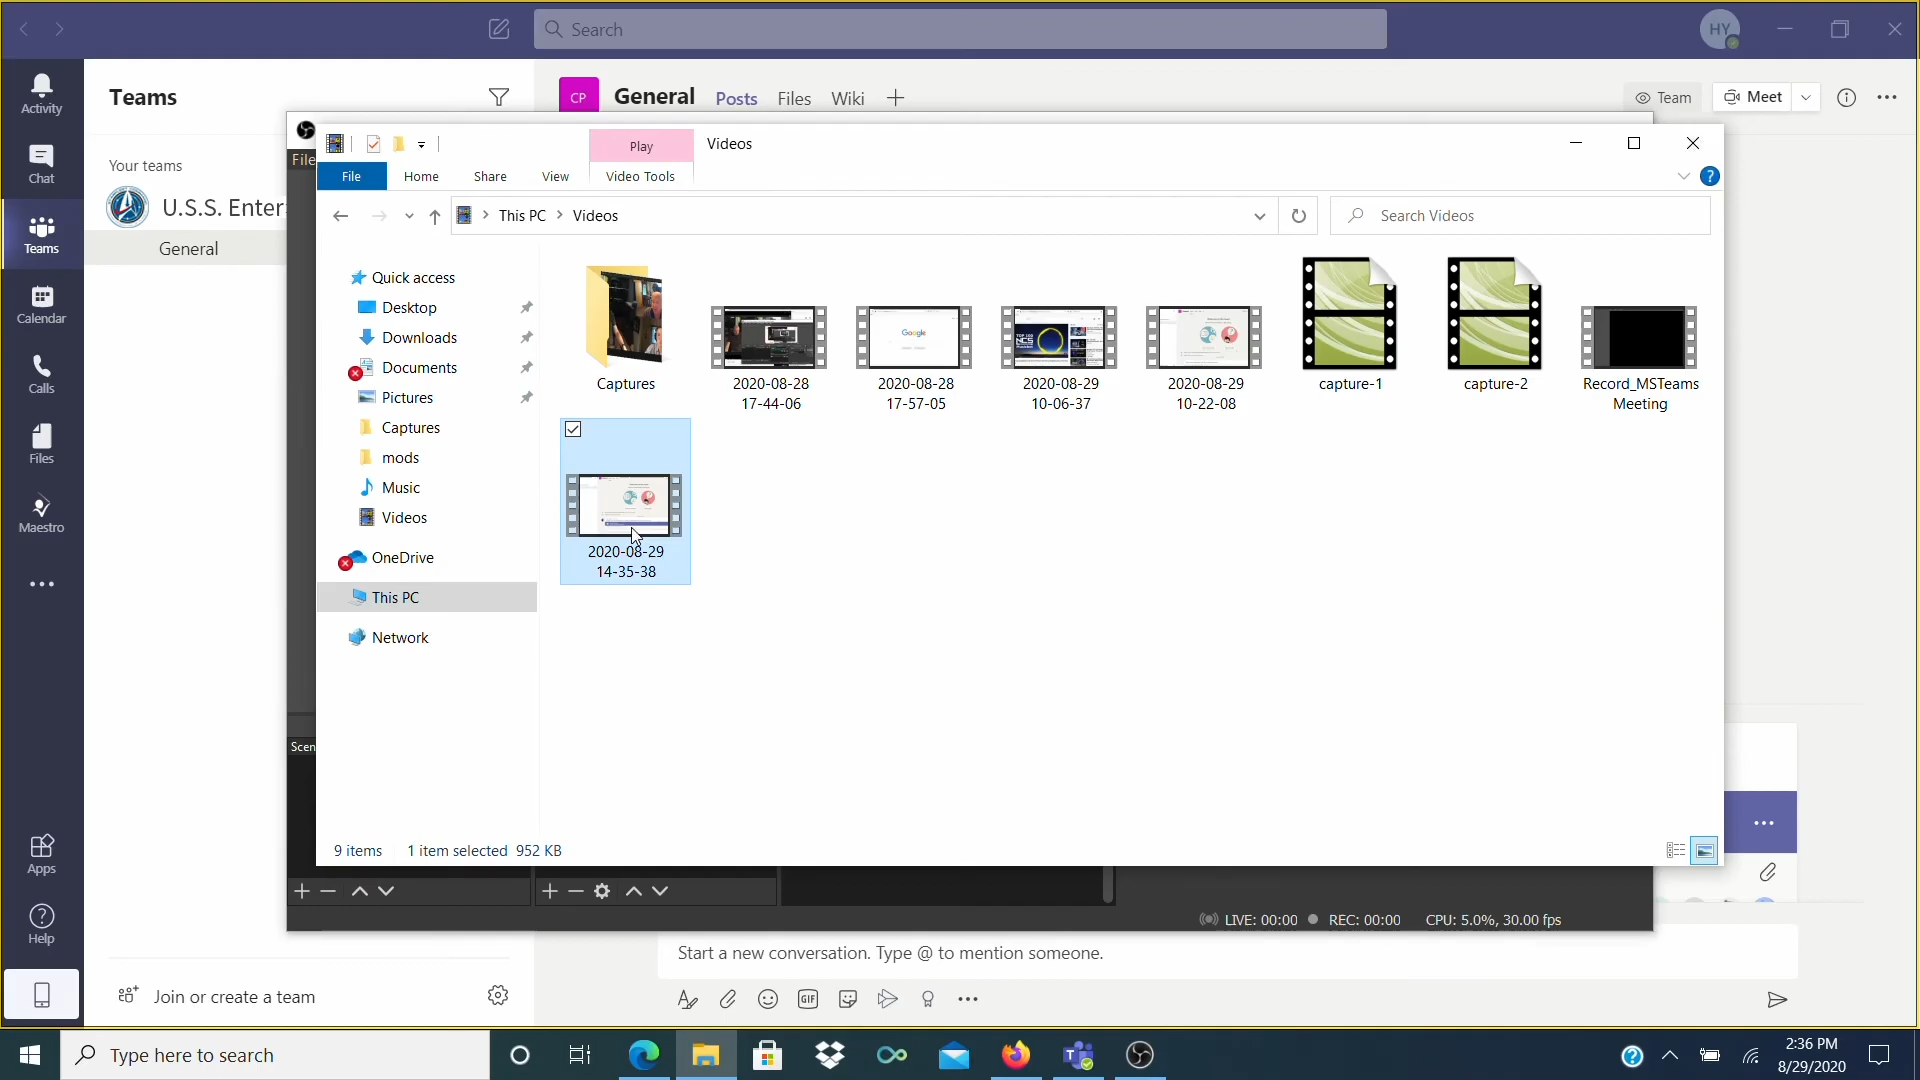 Search
HY
Activity
Chat
Teams
Calendar
Calls
Files
Maestro
Apps
Help
Teams
Your teams
U.S.S. Enter
General
Join or create a team
CP
General
Posts
Files
Wiki
Team
Meet
File
Play
Videos
File
Home
Share
View
Video Tools
This PC
Videos
Search Videos
Quick access
Desktop
Downloads
Documents
Pictures
Captures
mods
Music
Videos
OneDrive
This PC
Network
Captures
2020-08-28
17-44-06
2020-08-28
17-57-05
2020-08-29
10-06-37
2020-08-29
10-22-08
capture-1
capture-2
Record_MSTeams
Meeting
Google
2020-08-29
14-35-38
9 items
1 item selected 952 KB
Scen
LIVE: 00:00
REC: 00:00
CPU: 5.0%, 30.00 fps
Start a new conversation. Type @ to mention someone.
GIF
Type here to search
2:36 PM
8/29/2020